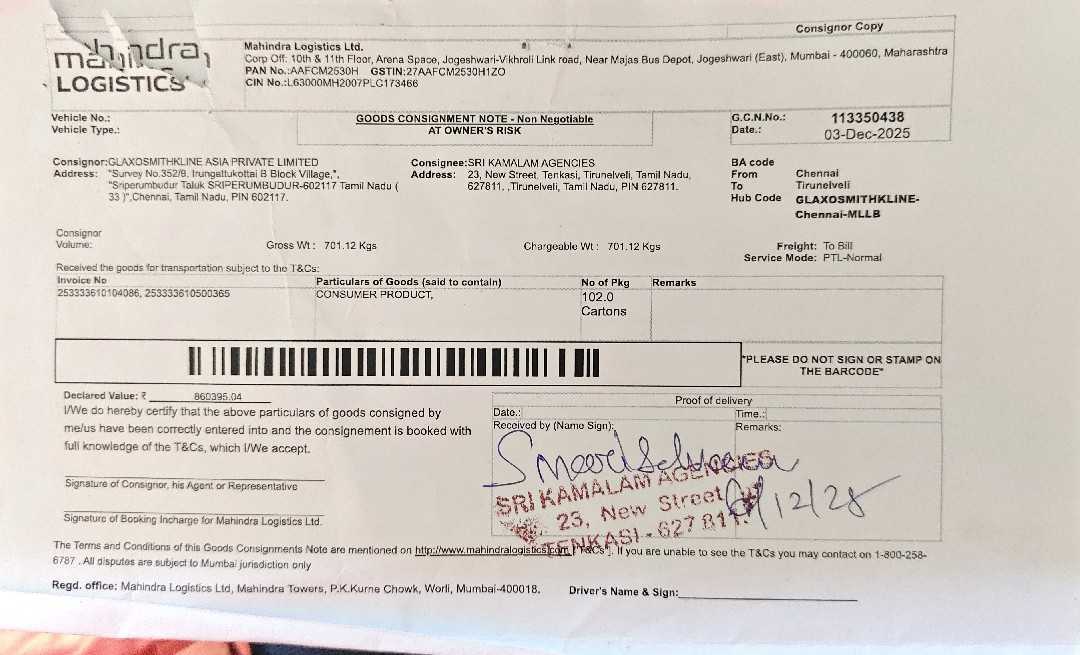 Consignor Copy
mahindra
LOGISTICS
Mahindra Logistics Ltd.
Corp Off: 10th & 11th Floor, Arena Space, Jogeshwari-Vikhroli Link road, Near Majas Bus Depot, Jogeshwari (East), Mumbai - 400060, Maharashtra
PAN No.:AAFCM2530H GSTIN:27AAFCM2530H1ZO
CIN No.:L63000MH2007PLC173466
Vehicle No.:
Vehicle Type.:
GOODS CONSIGNMENT NOTE - Non Negotiable
AT OWNER'S RISK
G.C.N.No.: 113350438
Date.: 03-Dec-2025
Consignor:GLAXOSMITHKLINE ASIA PRIVATE LIMITED
Address: "Survey No.352/8, Irungattukottai B Block Village,",
"Sriperumbudur Taluk SRIPERUMBUDUR-602117 Tamil Nadu (
33 )",Chennai, Tamil Nadu, PIN 602117.
Consignee:SRI KAMALAM AGENCIES
Address: 23, New Street, Tenkasi, Tirunelveli, Tamil Nadu,
627811, ,Tirunelveli, Tamil Nadu, PIN 627811.
BA code
From Chennai
To Tirunelveli
Hub Code GLAXOSMITHKLINE-
Chennai-MLLB
Consignor
Volume:
Gross Wt : 701.12 Kgs
Chargeable Wt : 701.12 Kgs
Freight: To Bill
Service Mode: PTL-Normal
Received the goods for transportation subject to the T&Cs:
Invoice No Particulars of Goods (said to contain) No of Pkg Remarks
253333610104086, 253333610500365 CONSUMER PRODUCT, 102.0
Cartons
*PLEASE DO NOT SIGN OR STAMP ON
THE BARCODE*
Declared Value: ₹ 860395.04
I/We do hereby certify that the above particulars of goods consigned by
me/us have been correctly entered into and the consignement is booked with
full knowledge of the T&Cs, which I/We accept.
Signature of Consignor, his Agent or Representative
Signature of Booking Incharge for Mahindra Logistics Ltd.
Proof of delivery
Date.: Time.:
Received by (Name Sign): Remarks:
SRI KAMALAM AGENCIES
23, New Street
TENKASI - 627 811.
/12/25
The Terms and Conditions of this Goods Consignments Note are mentioned on http://www.mahindralogistics.com ["T&Cs"]. If you are unable to see the T&Cs you may contact on 1-800-258-
6787 . All disputes are subject to Mumbai jurisdiction only
Regd. office: Mahindra Logistics Ltd, Mahindra Towers, P.K.Kurne Chowk, Worli, Mumbai-400018.
Driver's Name & Sign: